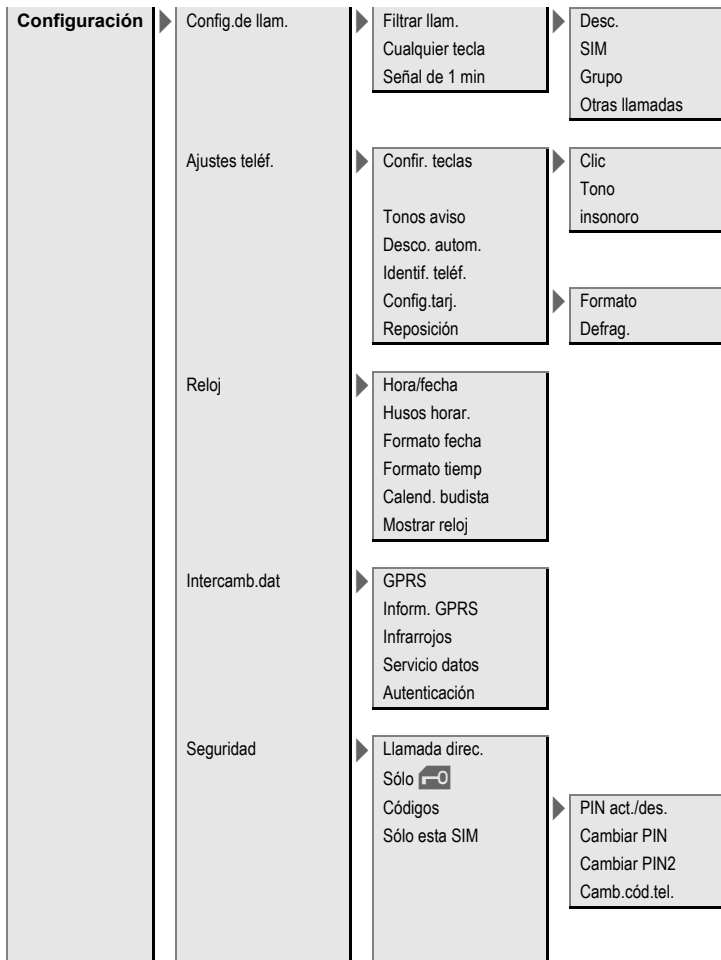 Configuración Config.de llam. Filtrar llam. Desc.
Cualquier tecla SIM
Señal de 1 min Grupo
Otras llamadas
Ajustes teléf. Confir. teclas Clic
Tono
Tonos aviso insonoro
Desco. autom.
Identif. teléf.
Config.tarj. Formato
Reposición Defrag.
Reloj Hora/fecha
Husos horar.
Formato fecha
Formato tiemp
Calend. budista
Mostrar reloj
Intercamb.dat GPRS
Inform. GPRS
Infrarrojos
Servicio datos
Autenticación
Seguridad Llamada direc.
Sólo
Códigos PIN act./des.
Sólo esta SIM Cambiar PIN
Cambiar PIN2
Camb.cód.tel.